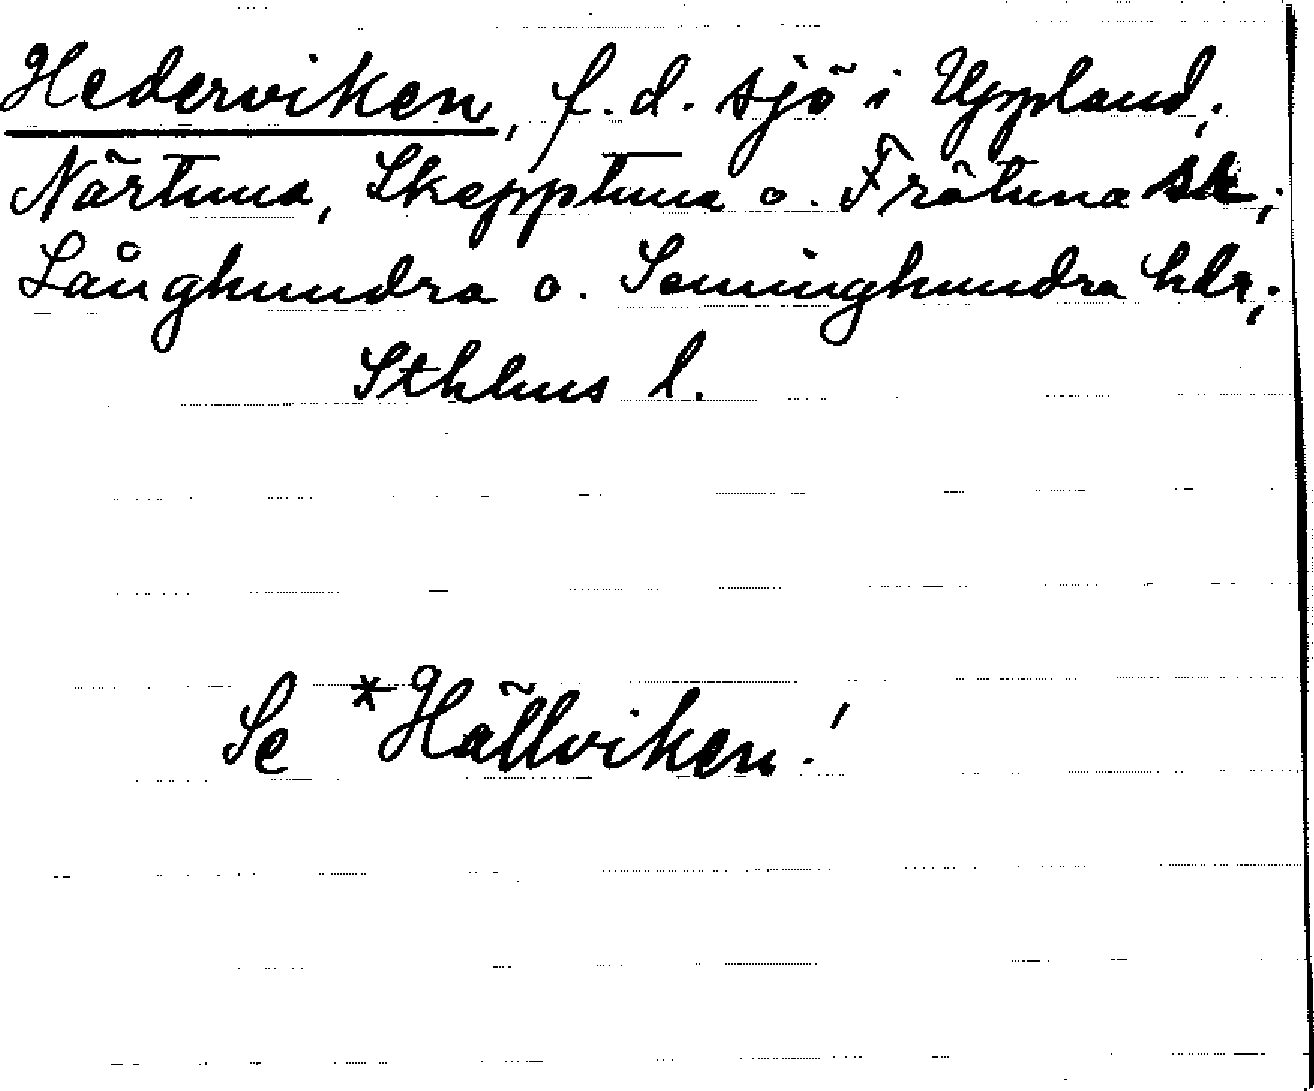 Hederviken, f.d. sjö i Uppland;
Närtuna, Skepptuna o. Frötuna sk;
Långhundra o. Seminghundra hdr;
Sthlms l.
Se *Hällviken!